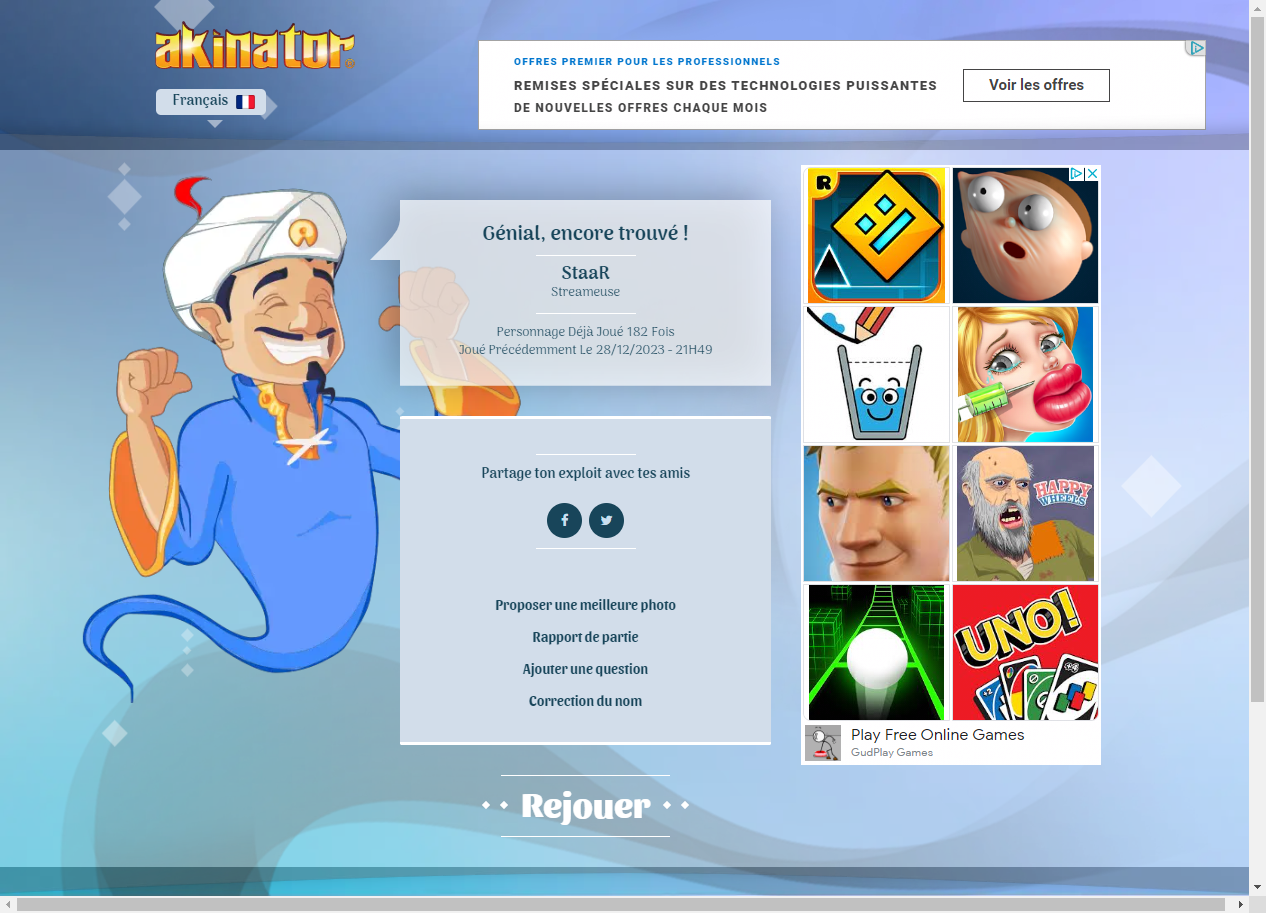 akinator
Français
OFFRES PREMIER POUR LES PROFESSIONNELS
REMISES SPÉCIALES SUR DES TECHNOLOGIES PUISSANTES
DE NOUVELLES OFFRES CHAQUE MOIS
Voir les offres
Génial, encore trouvé !
StaaR
Streameuse
Personnage Déjà Joué 182 Fois
Joué Précédemment Le 28/12/2023 - 21H49
Partage ton exploit avec tes amis
Proposer une meilleure photo
Rapport de partie
Ajouter une question
Correction du nom
Rejouer
R
HAPPY
WHEELS
UNO!
+2
Play Free Online Games
GudPlay Games